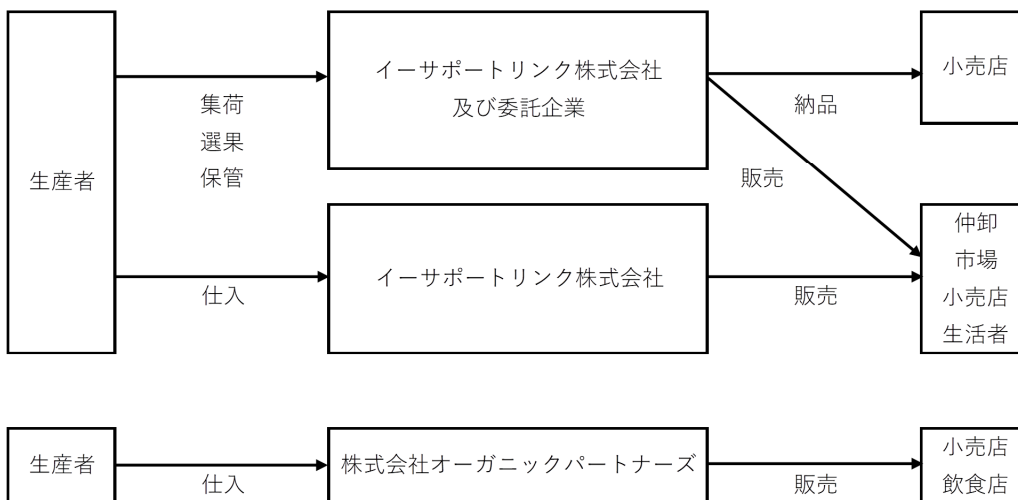 生産者
集荷
選果
保管
イーサポートリンク株式会社
及び委託企業
納品
小売店
販売
仕入
イーサポートリンク株式会社
販売
仲卸
市場
小売店
生活者
生産者
仕入
株式会社オーガニックパートナーズ
販売
小売店
飲食店